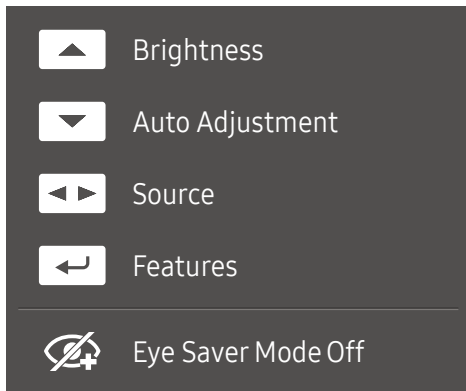 Brightness
Auto Adjustment
Source
Features
Eye Saver Mode Off